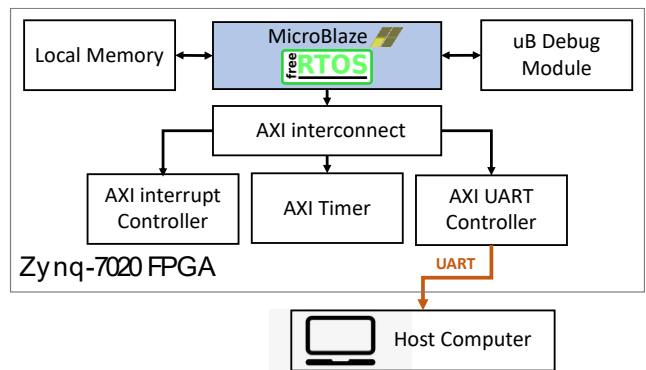 Local Memory
MicroBlaze
free
RTOS
uB Debug
Module
AXI interconnect
AXI interrupt
Controller
AXI Timer
AXI UART
Controller
Zynq-7020 FPGA
UART
Host Computer